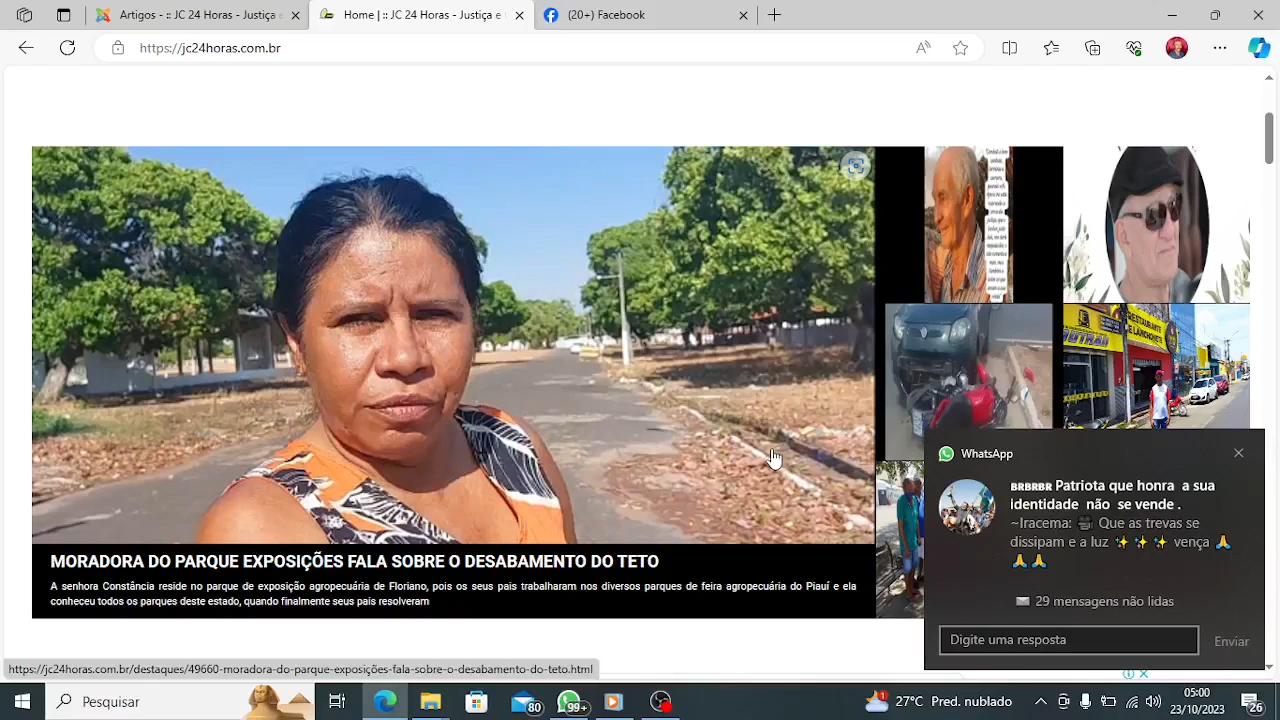 Artigos - :: JC 24 Horas - Justiça e
Home | :: JC 24 Horas - Justiça e
(20+) Facebook
https://jc24horas.com.br
RESTAURANTE
E LANCHONETE
MORADORA DO PARQUE EXPOSIÇÕES FALA SOBRE O DESABAMENTO DO TETO
A senhora Constância reside no parque de exposição agropecuária de Floriano, pois os seus pais trabalharam nos diversos parques de feira agropecuária do Piauí e ela
conheceu todos os parques deste estado, quando finalmente seus pais resolveram
WhatsApp
BRBRBR Patriota que honra a sua
identidade não se vende .
~Iracema: 🎥 Que as trevas se
dissipam e a luz ✨ ✨ ✨ vença 🙏
🙏 🙏
29 mensagens não lidas
Digite uma resposta
Enviar
https://jc24horas.com.br/destaques/49660-moradora-do-parque-exposições-fala-sobre-o-desabamento-do-teto.html
Pesquisar
80
99+
1
27°C Pred. nublado
05:00
23/10/2023
26